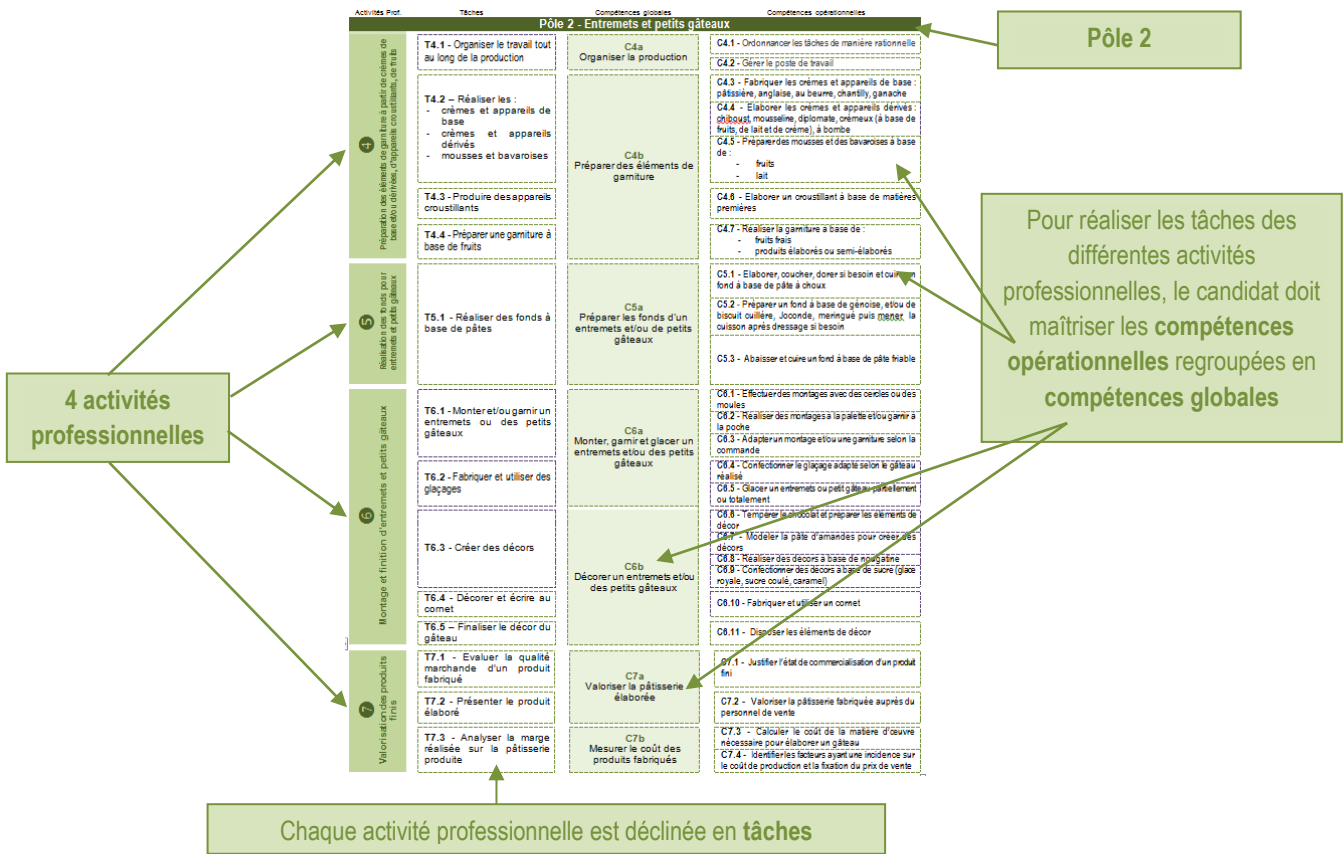 Activités Prof.
Tâches
Compétences globales
Compétences opérationnelles
Pôle 2 - Entremets et petits gâteaux
Pôle 2
4
Préparation des éléments de garniture à partir de crèmes de
base et/ou dérivées, d'appareils croustillants, de fruits
T4.1 - Organiser le travail tout
au long de la production
C4a
Organiser la production
C4.1 - Ordonnancer les tâches de manière rationnelle
C4.2 - Gérer le poste de travail
T4.2 – Réaliser les :
- crèmes et appareils de
base
- crèmes et appareils
dérivés
- mousses et bavaroises
T4.3 - Produire des appareils
croustillants
T4.4 - Préparer une garniture à
base de fruits
C4b
Préparer des éléments de
garniture
C4.3 - Fabriquer les crèmes et appareils de base :
pâtissière, anglaise, au beurre, chantilly, ganache
C4.4 - Elaborer les crèmes et appareils dérivés :
chiboust, mousseline, diplomate, crémeux (à base de
fruits, de lait et de crème), à bombe
C4.5 - Préparer des mousses et des bavaroises à base
de :
- fruits
- lait
C4.6 - Elaborer un croustillant à base de matières
premières
C4.7 - Réaliser la garniture à base de :
- fruits frais
- produits élaborés ou semi-élaborés
5
Réalisation des fonds pour
entremets et petits gâteaux
T5.1 - Réaliser des fonds à
base de pâtes
C5a
Préparer les fonds d'un
entremets et/ou de petits
gâteaux
C5.1 - Elaborer, coucher, dorer si besoin et cuire un
fond à base de pâte à choux
C5.2 - Préparer un fond à base de génoise, et/ou de
biscuit cuillère, Joconde, meringué puis mener la
cuisson après dressage si besoin
C5.3 - Abaisser et cuire un fond à base de pâte friable
6
Montage et finition d'entremets et petits gâteaux
T6.1 - Monter et/ou garnir un
entremets ou des petits
gâteaux
T6.2 - Fabriquer et utiliser des
glaçages
T6.3 - Créer des décors
T6.4 - Décorer et écrire au
cornet
T6.5 – Finaliser le décor du
gâteau
C6a
Monter, garnir et glacer un
entremets et/ou des petits
gâteaux
C6b
Décorer un entremets et/ou
des petits gâteaux
C6.1 - Effectuer des montages avec des cercles ou des
moules
C6.2 - Réaliser des montages à la palette et/ou garnir à
la poche
C6.3 - Adapter un montage et/ou une garniture selon la
commande
C6.4 - Confectionner le glaçage adapté selon le gâteau
réalisé
C6.5 - Glacer un entremets ou petit gâteau partiellement
ou totalement
C6.6 - Tempérer le chocolat et préparer les éléments de
décor
C6.7 - Modeler la pâte d'amandes pour créer des
décors
C6.8 - Réaliser des décors à base de nougatine
C6.9 - Confectionner des décors à base de sucre (glace
royale, sucre coulé, caramel)
C6.10 - Fabriquer et utiliser un cornet
C6.11 - Disposer les éléments de décor
7
Valorisation des produits
finis
T7.1 - Evaluer la qualité
marchande d'un produit
fabriqué
T7.2 - Présenter le produit
élaboré
T7.3 - Analyser la marge
réalisée sur la pâtisserie
produite
C7a
Valoriser la pâtisserie
élaborée
C7b
Mesurer le coût des
produits fabriqués
C7.1 - Justifier l'état de commercialisation d'un produit
fini
C7.2 - Valoriser la pâtisserie fabriquée auprès du
personnel de vente
C7.3 - Calculer le coût de la matière d'œuvre
nécessaire pour élaborer un gâteau
C7.4 - Identifier les facteurs ayant une incidence sur
le coût de production et la fixation du prix de vente
4 activités
professionnelles
Pour réaliser les tâches des
différentes activités
professionnelles, le candidat doit
maîtriser les compétences
opérationnelles regroupées en
compétences globales
Chaque activité professionnelle est déclinée en tâches